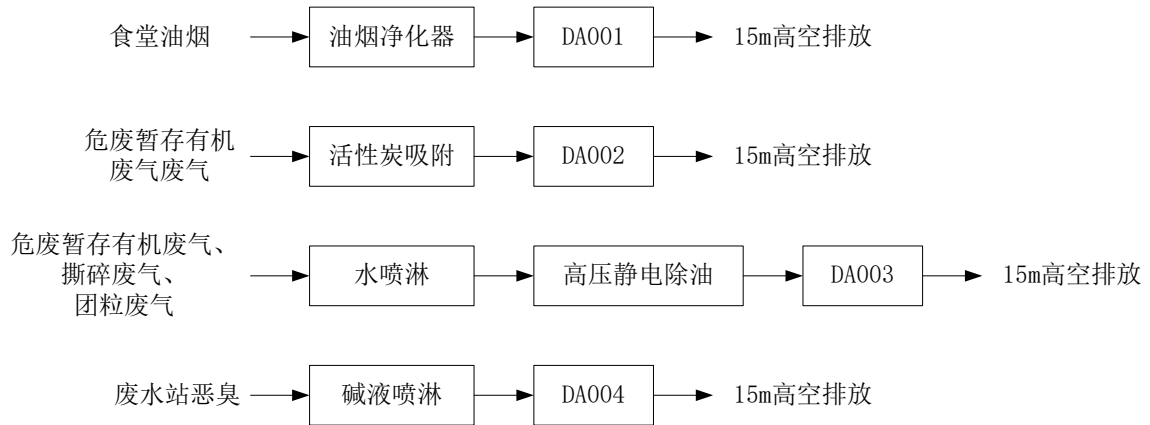 食堂油烟
油烟净化器
DA001
15m高空排放
危废暂存有机
废气废气
活性炭吸附
DA002
15m高空排放
危废暂存有机废气、
撕碎废气、
团粒废气
水喷淋
高压静电除油
DA003
15m高空排放
废水站恶臭
碱液喷淋
DA004
15m高空排放